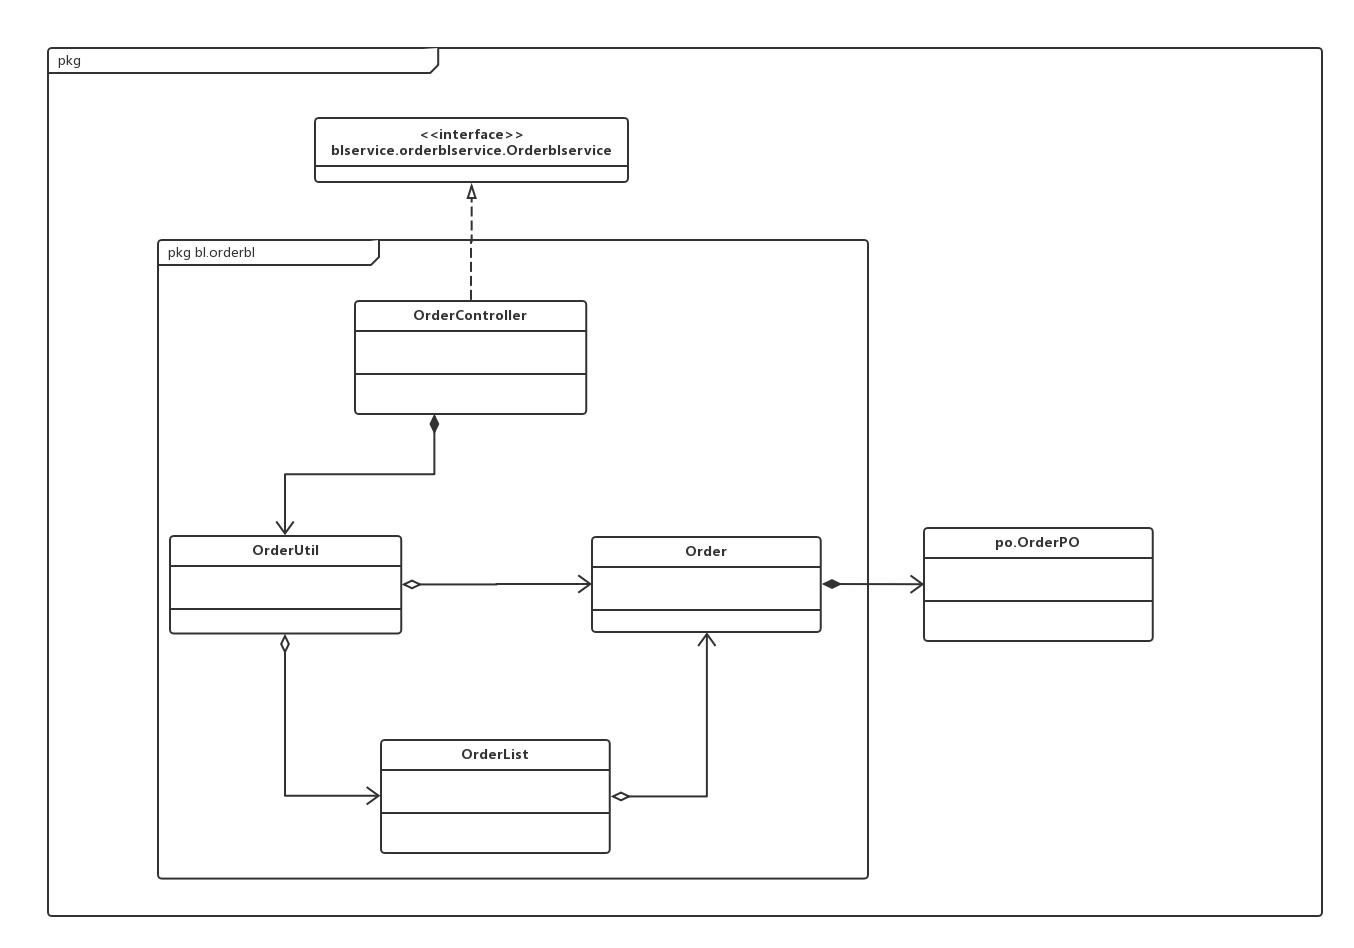 pkg
<<interface>>
blservice.orderblservice.Orderblservice
pkg bl.orderbl
OrderController
OrderUtil
Order
po.OrderPO
OrderList